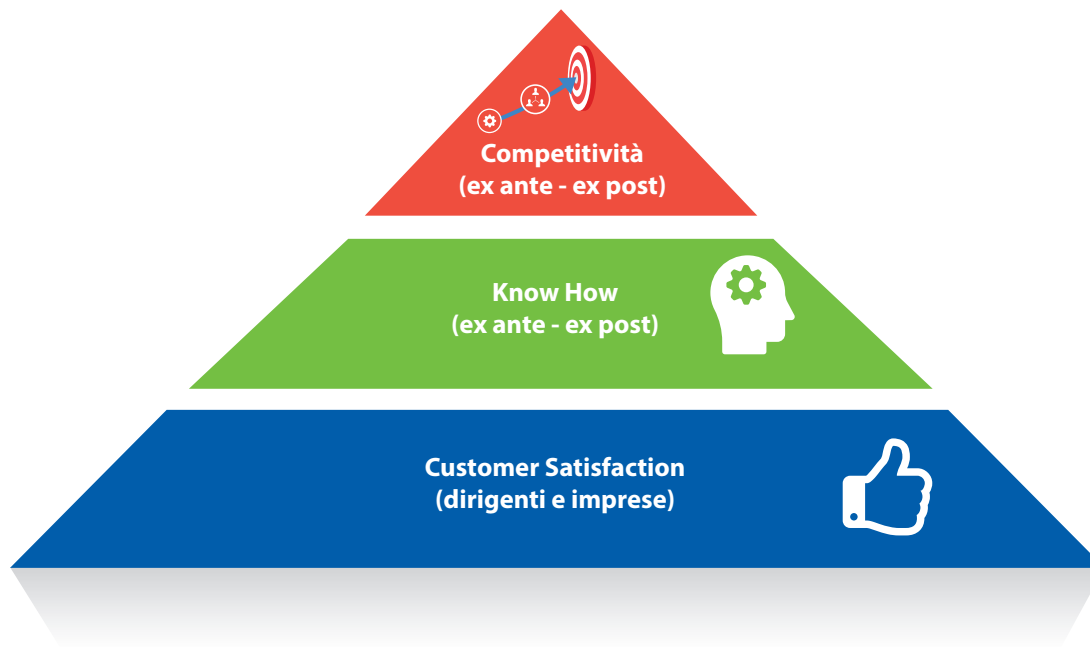 Competitività
(ex ante - ex post)
Know How
(ex ante - ex post)
Customer Satisfaction
(dirigenti e imprese)